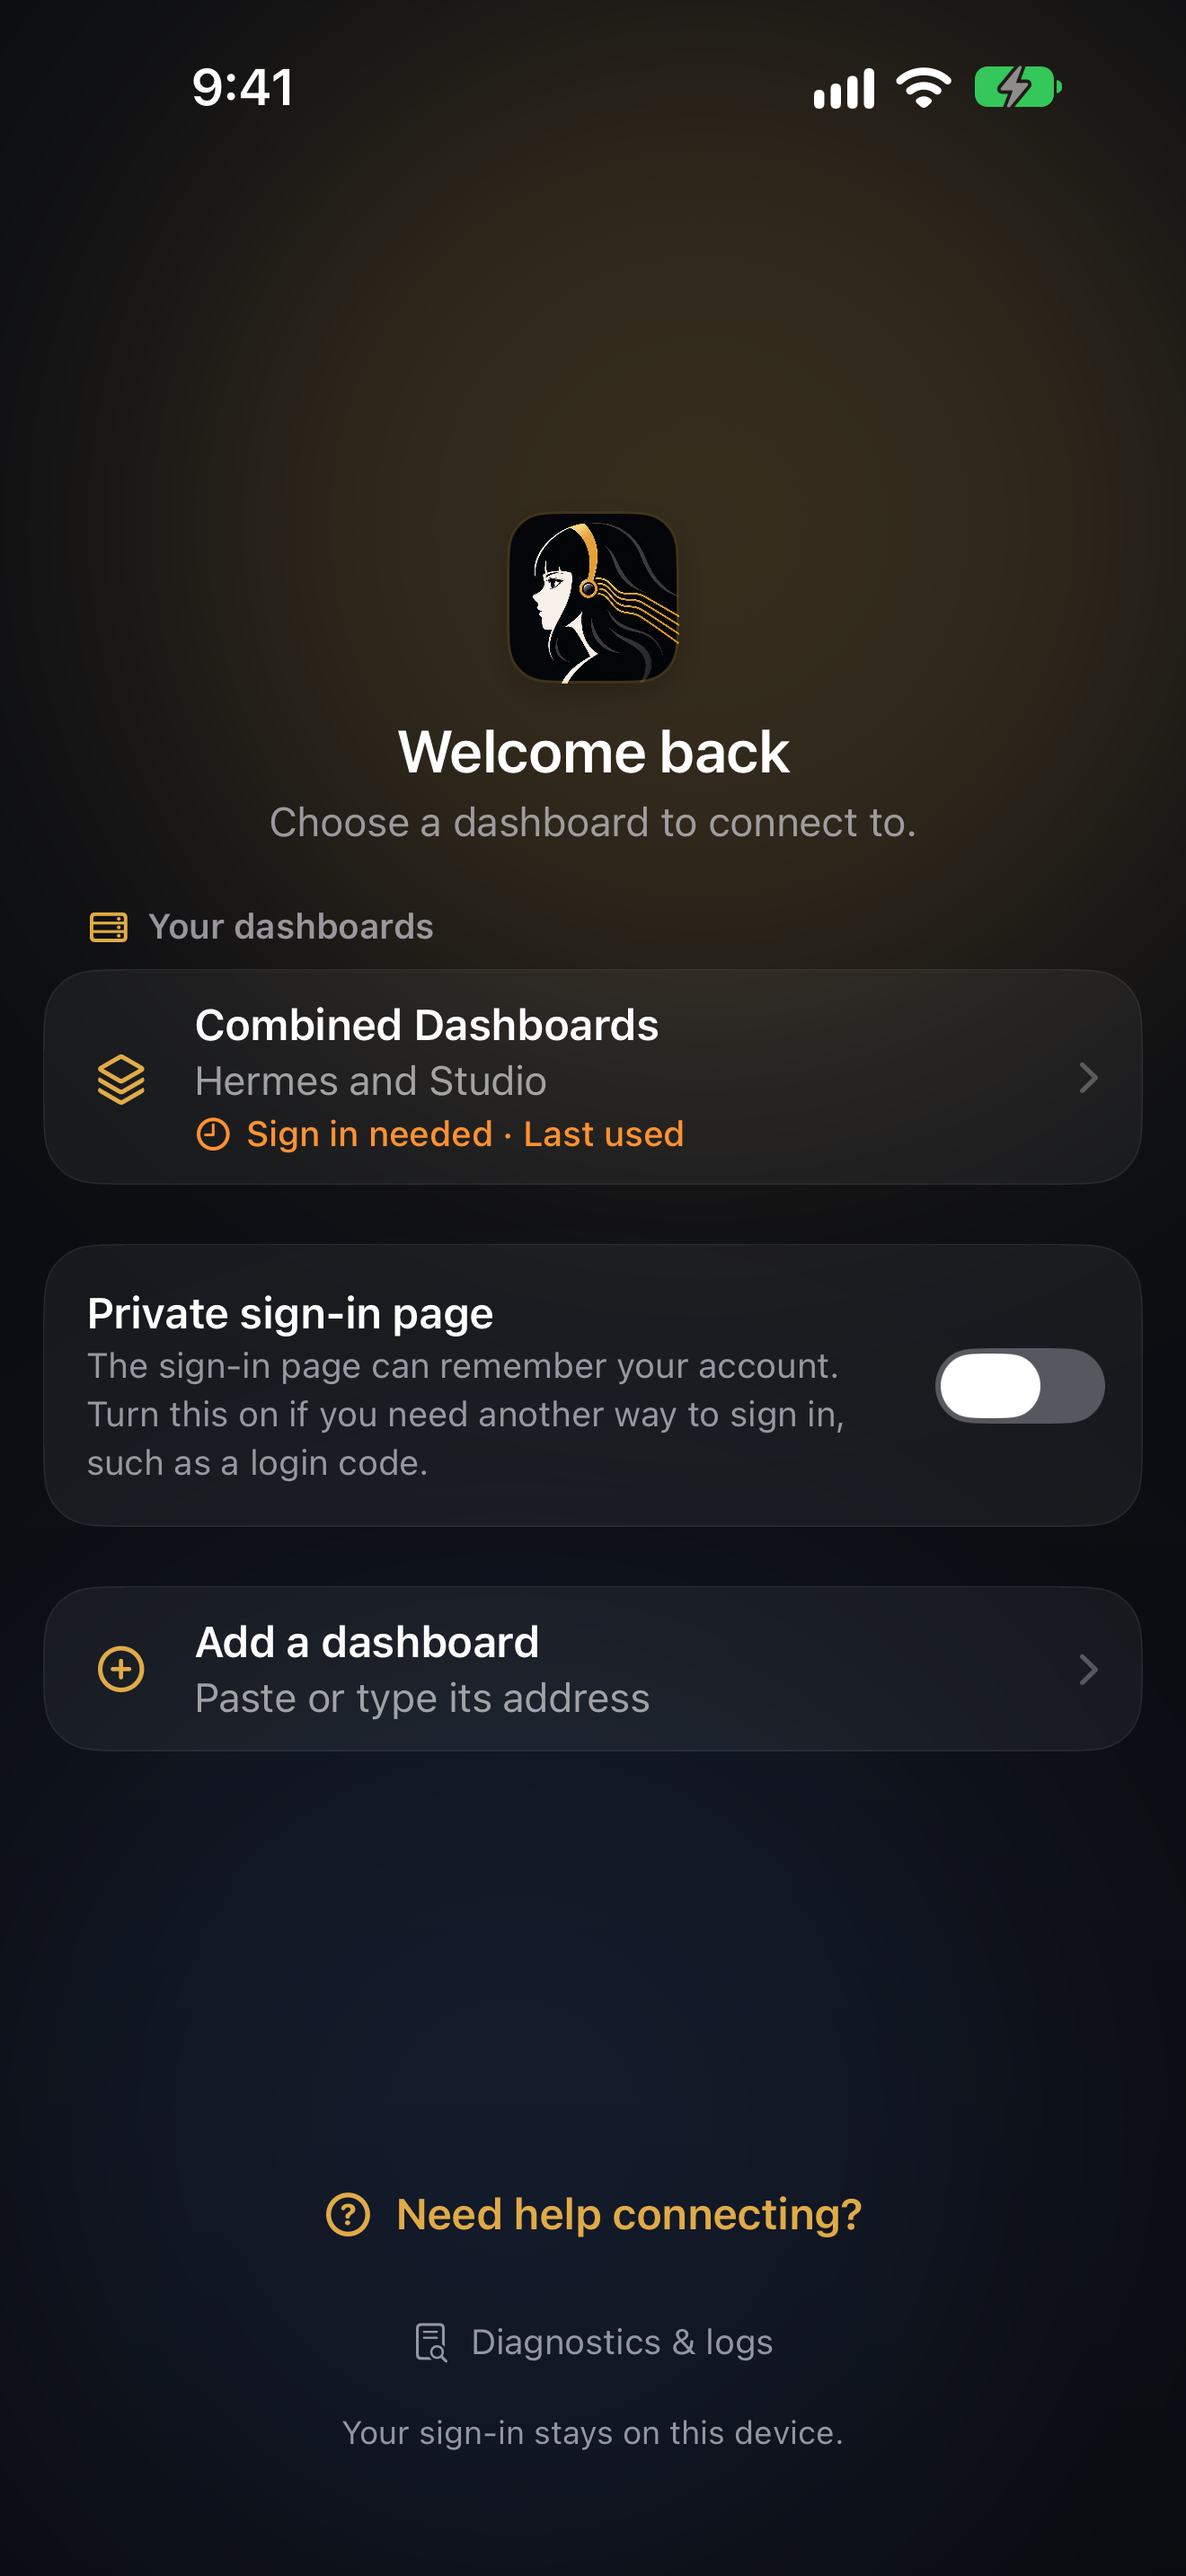 9:41
Welcome back
Choose a dashboard to connect to.
Your dashboards
Combined Dashboards
Hermes and Studio
Sign in needed · Last used
Private sign-in page
The sign-in page can remember your account.
Turn this on if you need another way to sign in,
such as a login code.
Add a dashboard
Paste or type its address
Need help connecting?
Diagnostics & logs
Your sign-in stays on this device.